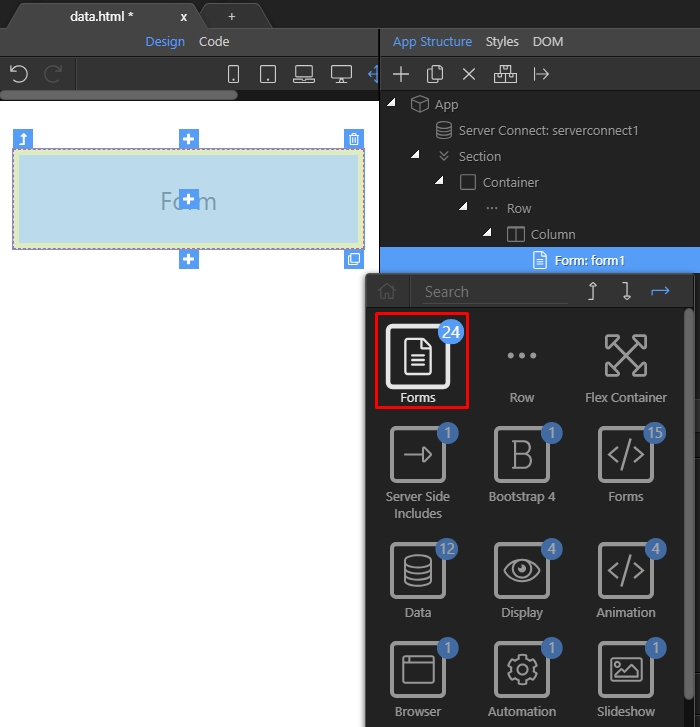 data.html * x +
Design Code
App Structure Styles DOM
App
Server Connect: serverconnect1
Section
Container
Row
Column
Form: form1
Form
Search
24
Forms
Row
Flex Container
1
1
15
Server Side
Includes
Bootstrap 4
Forms
12
4
4
Data
Display
Animation
1
1
1
Browser
Automation
Slideshow